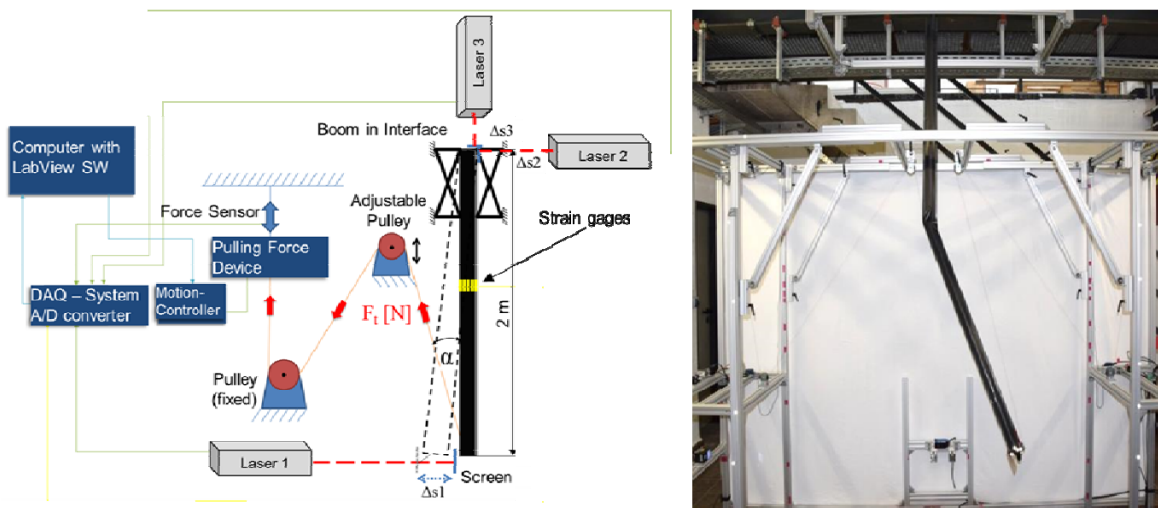 Laser 3
Boom in Interface
Δs3
Δs2
Laser 2
Computer with
LabView SW
Force Sensor
Adjustable
Pulley
Strain gages
Pulling Force
Device
DAQ – System
A/D converter
Motion-
Controller
Ft [N]
2 m
α
Pulley
(fixed)
Laser 1
Screen
Δs1